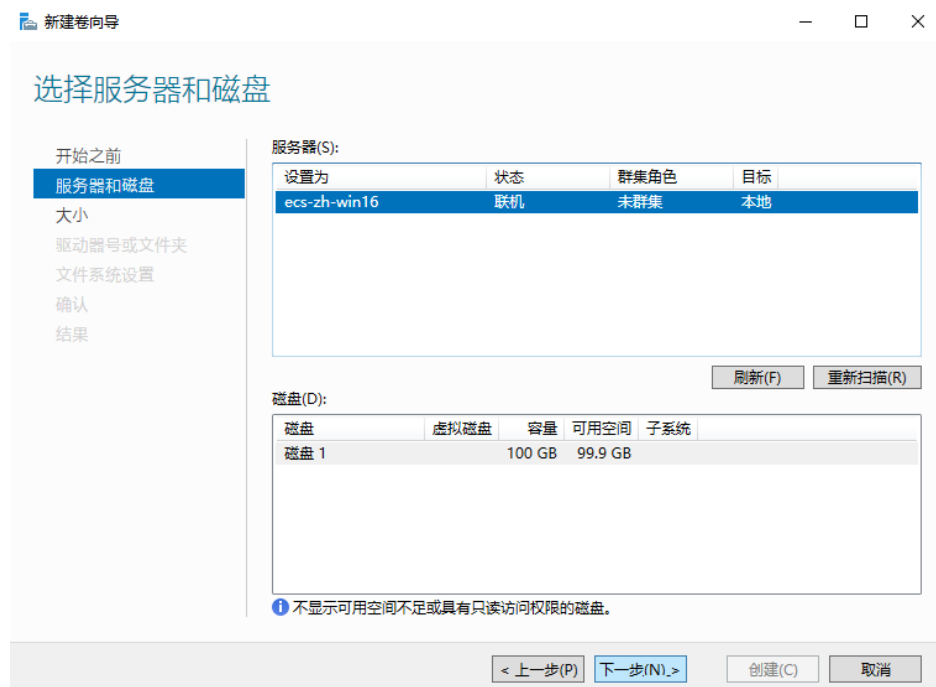 新建卷向导
选择服务器和磁盘
开始之前
服务器和磁盘
大小
驱动器号或文件夹
文件系统设置
确认
结果
服务器(S):
设置为 状态 群集角色 目标
ecs-zh-win16 联机 未群集 本地
刷新(F) 重新扫描(R)
磁盘(D):
磁盘 虚拟磁盘 容量 可用空间 子系统
磁盘 1 100 GB 99.9 GB
不显示可用空间不足或具有只读访问权限的磁盘。
< 上一步(P) 下一步(N) > 创建(C) 取消